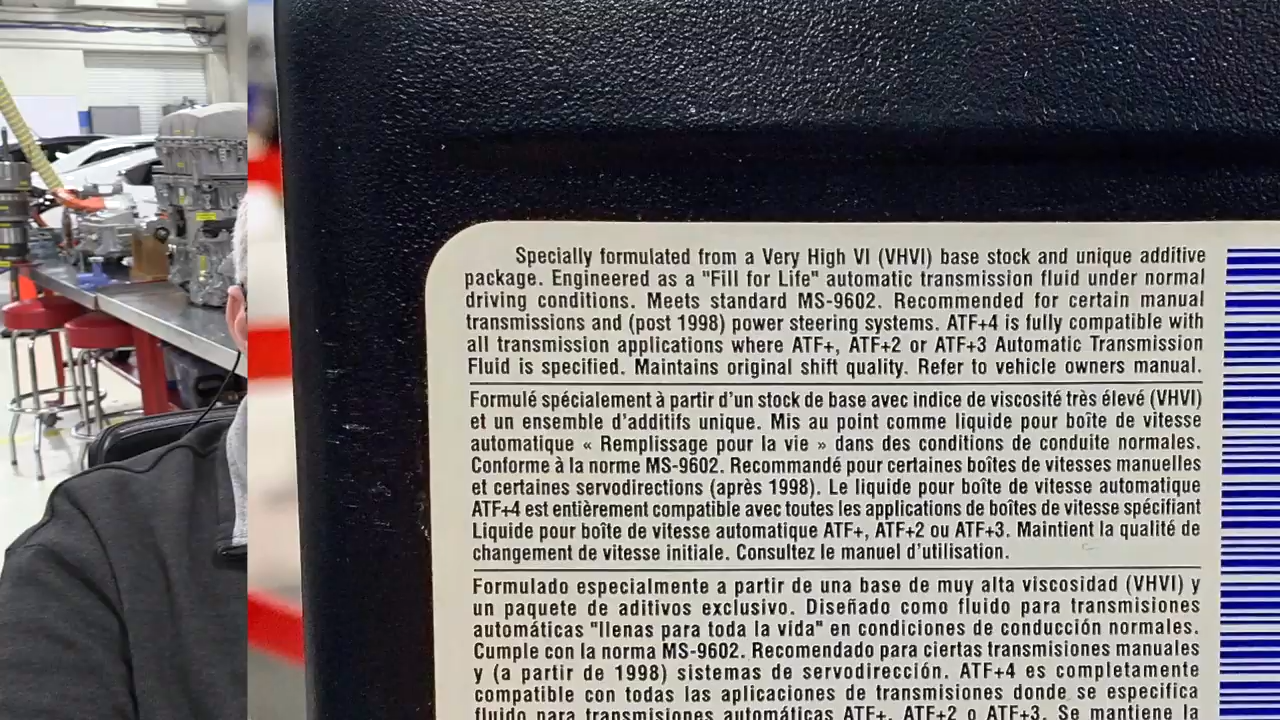 Specially formulated from a Very High VI (VHVI) base stock and unique additive
package. Engineered as a "Fill for Life" automatic transmission fluid under normal
driving conditions. Meets standard MS-9602. Recommended for certain manual
transmissions and (post 1998) power steering systems. ATF+4 is fully compatible with
all transmission applications where ATF+, ATF+2 or ATF+3 Automatic Transmission
Fluid is specified. Maintains original shift quality. Refer to vehicle owners manual.
Formulé spécialement à partir d'un stock de base avec indice de viscosité très élevé (VHVI)
et un ensemble d'additifs unique. Mis au point comme liquide pour boîte de vitesse
automatique « Remplissage pour la vie » dans des conditions de conduite normales.
Conforme à la norme MS-9602. Recommandé pour certaines boîtes de vitesses manuelles
et certaines servodirections (après 1998). Le liquide pour boîte de vitesse automatique
ATF+4 est entièrement compatible avec toutes les applications de boîtes de vitesse spécifiant
Liquide pour boîte de vitesse automatique ATF+, ATF+2 ou ATF+3. Maintient la qualité de
changement de vitesse initiale. Consultez le manuel d'utilisation.
Formulado especialmente a partir de una base de muy alta viscosidad (VHVI) y
un paquete de aditivos exclusivo. Diseñado como fluido para transmisiones
automáticas "llenas para toda la vida" en condiciones de conducción normales.
Cumple con la norma MS-9602. Recomendado para ciertas transmisiones manuales
y (a partir de 1998) sistemas de servodirección. ATF+4 es completamente
compatible con todas las aplicaciones de transmisiones donde se especifica
fluido para transmisiones automáticas ATF+, ATF+2 o ATF+3. Se mantiene la